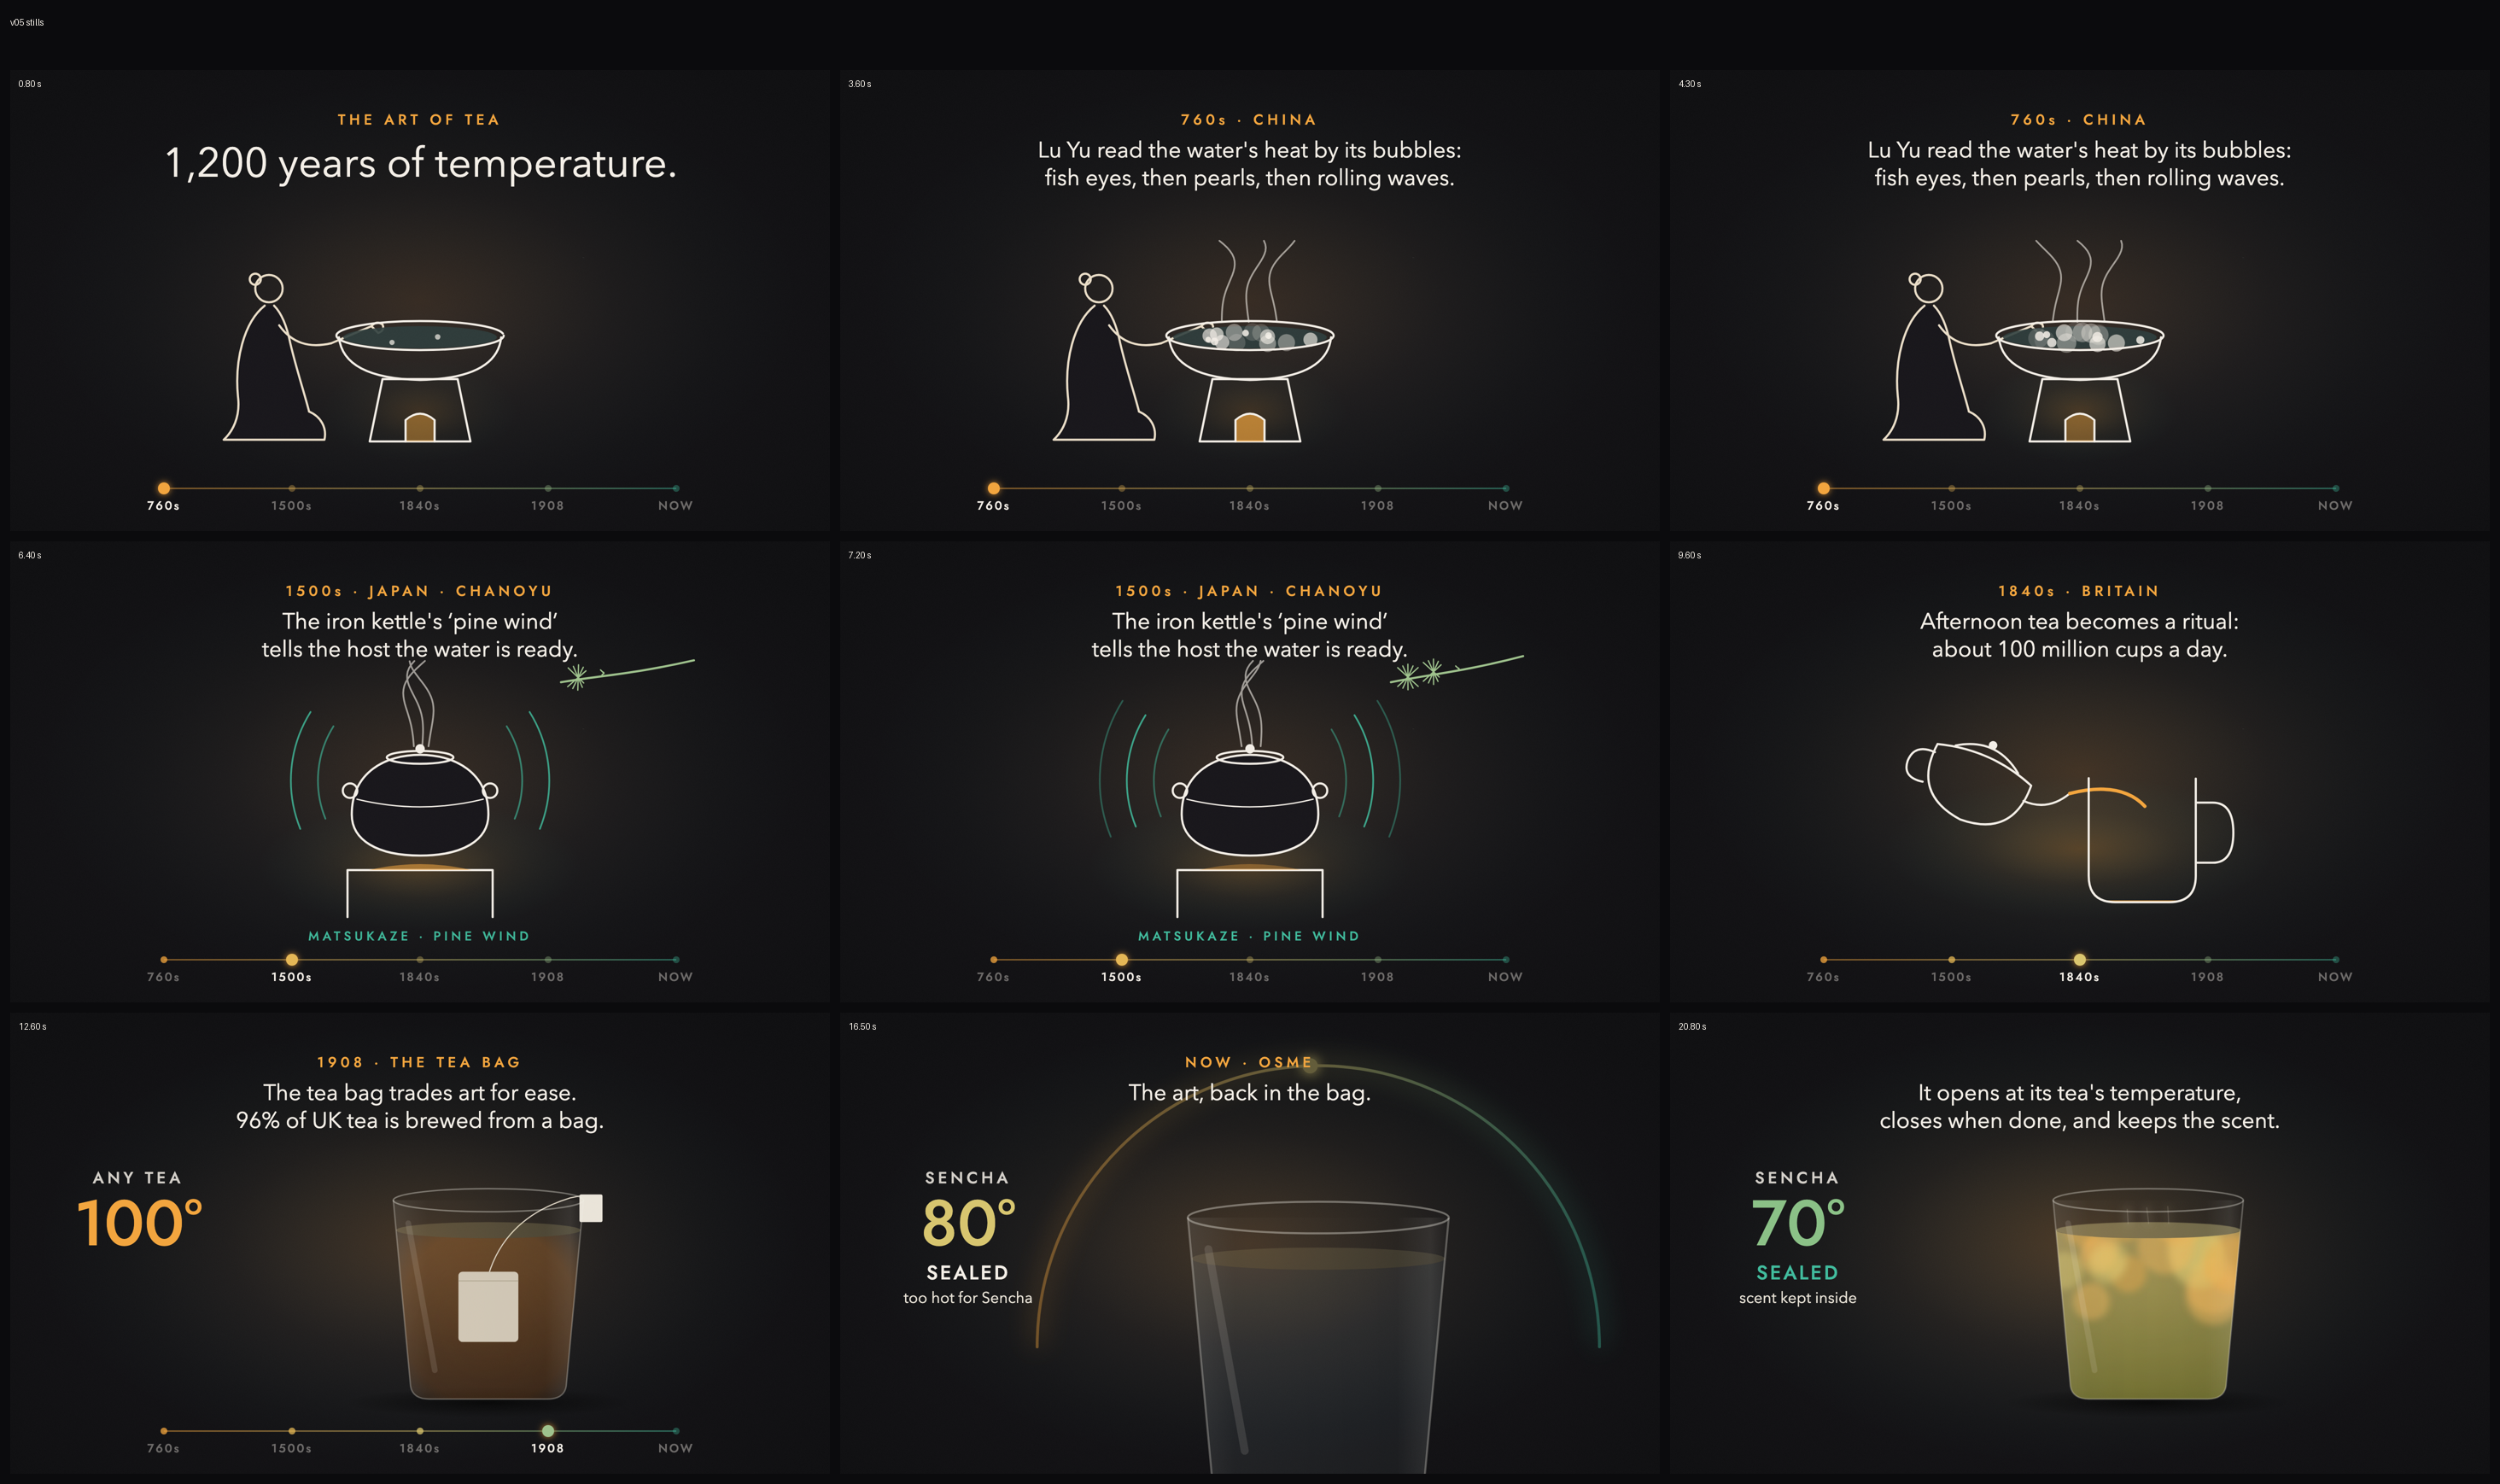 v05 stills
0.80 s
THE ART OF TEA
1,200 years of temperature.
760s
1500s
1840s
1908
NOW
3.60 s
760s · CHINA
Lu Yu read the water's heat by its bubbles:
fish eyes, then pearls, then rolling waves.
760s
1500s
1840s
1908
NOW
4.30 s
760s · CHINA
Lu Yu read the water's heat by its bubbles:
fish eyes, then pearls, then rolling waves.
760s
1500s
1840s
1908
NOW
6.40 s
1500s · JAPAN · CHANOYU
The iron kettle's ‘pine wind’
tells the host the water is ready.
MATSUKAZE · PINE WIND
760s
1500s
1840s
1908
NOW
7.20 s
1500s · JAPAN · CHANOYU
The iron kettle's ‘pine wind’
tells the host the water is ready.
MATSUKAZE · PINE WIND
760s
1500s
1840s
1908
NOW
9.60 s
1840s · BRITAIN
Afternoon tea becomes a ritual:
about 100 million cups a day.
760s
1500s
1840s
1908
NOW
12.60 s
1908 · THE TEA BAG
The tea bag trades art for ease.
96% of UK tea is brewed from a bag.
ANY TEA
100°
760s
1500s
1840s
1908
NOW
16.50 s
NOW · OSME
The art, back in the bag.
SENCHA
80°
SEALED
too hot for Sencha
20.80 s
It opens at its tea's temperature,
closes when done, and keeps the scent.
SENCHA
70°
SEALED
scent kept inside